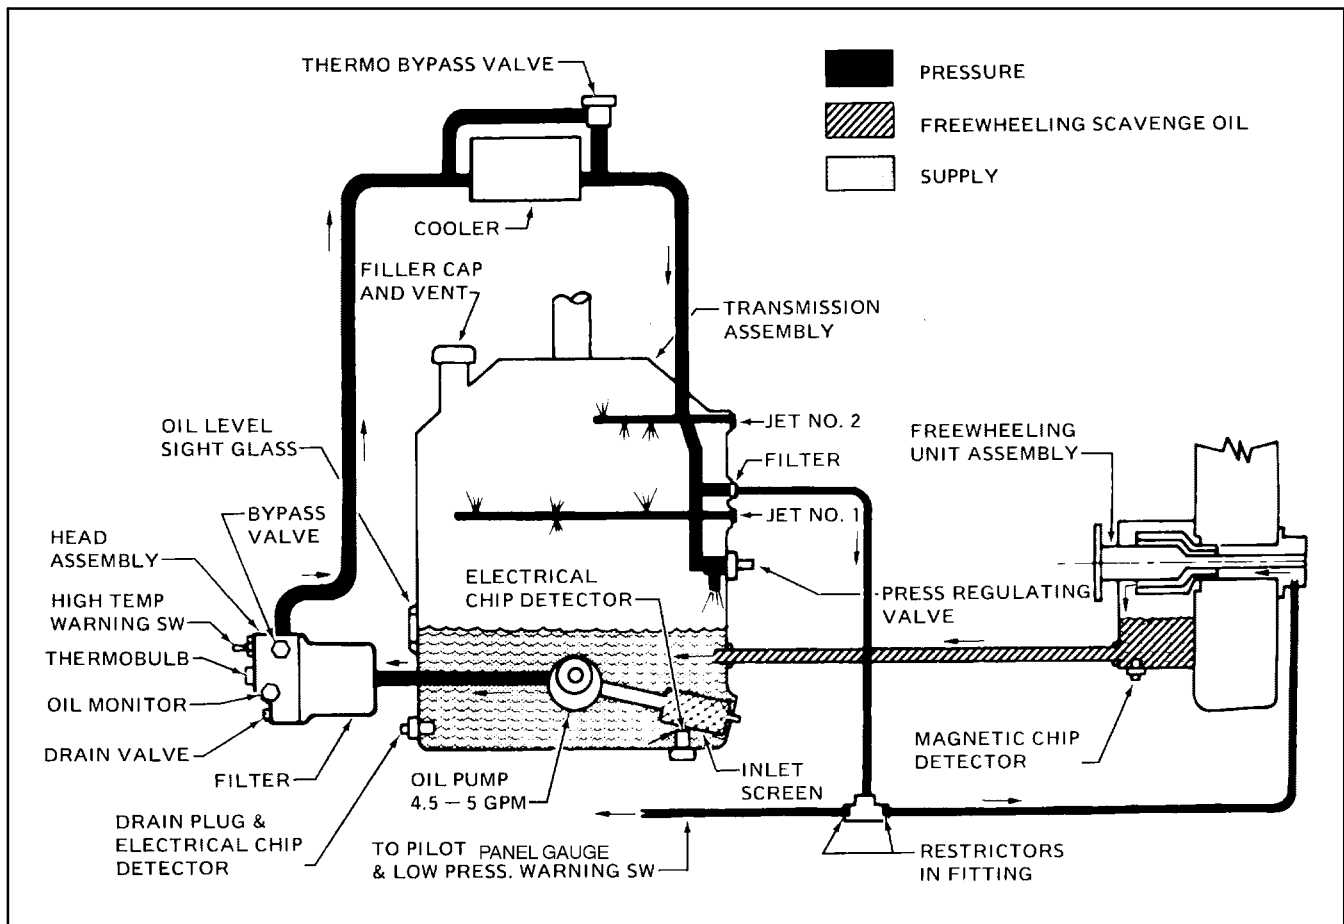 THERMO BYPASS VALVE
PRESSURE
FREEWHEELING SCAVENGE OIL
SUPPLY
COOLER
FILLER CAP
AND VENT
TRANSMISSION
ASSEMBLY
OIL LEVEL
SIGHT GLASS
JET NO. 2
FREEWHEELING
UNIT ASSEMBLY
FILTER
BYPASS
VALVE
JET NO. 1
HEAD
ASSEMBLY
ELECTRICAL
CHIP DETECTOR
HIGH TEMP
WARNING SW
PRESS REGULATING
VALVE
THERMOBULB
OIL MONITOR
DRAIN VALVE
FILTER
OIL PUMP
4.5 – 5 GPM
INLET
SCREEN
MAGNETIC CHIP
DETECTOR
DRAIN PLUG &
ELECTRICAL CHIP
DETECTOR
TO PILOT PANEL GAUGE
& LOW PRESS. WARNING SW
RESTRICTORS
IN FITTING